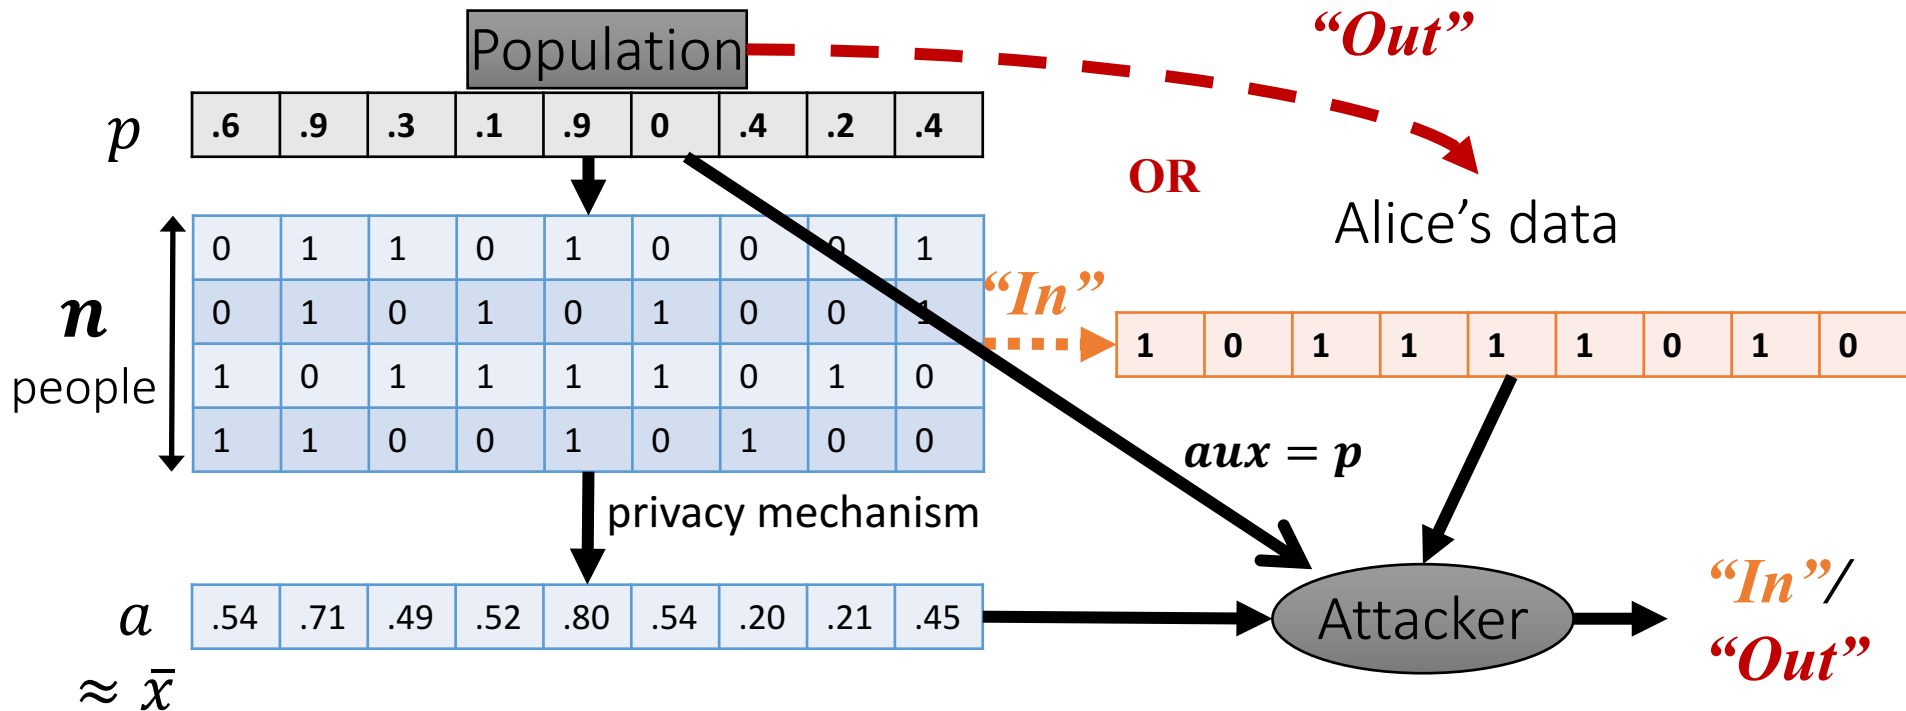 Population
“Out”
p .6 .9 .3 .1 .9 0 .4 .2 .4
OR
Alice’s data
0 1 1 0 1 0 0 0 1
n
people
“In”
0 1 0 1 0 1 0 0 1
1 0 1 1 1 1 0 1 0
1 0 1 1 1 1 0 1 0
1 1 0 0 1 0 1 0 0
aux = p
privacy mechanism
a .54 .71 .49 .52 .80 .54 .20 .21 .45
≈ x̄
Attacker
“In”/
“Out”